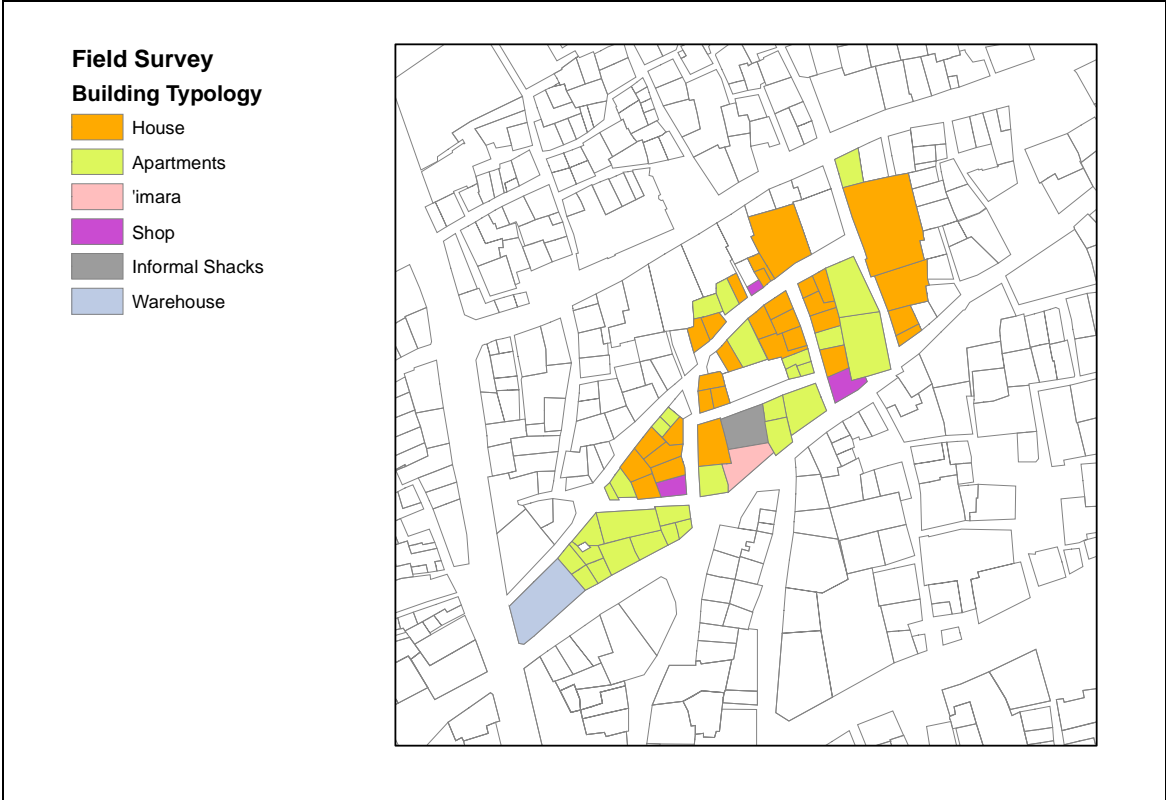 Field Survey
Building Typology
House
Apartments
'imara
Shop
Informal Shacks
Warehouse